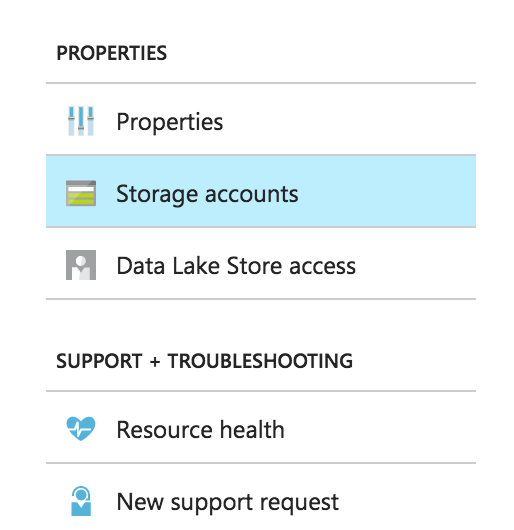 PROPERTIES
Properties
Storage accounts
Data Lake Store access
SUPPORT + TROUBLESHOOTING
Resource health
New support request